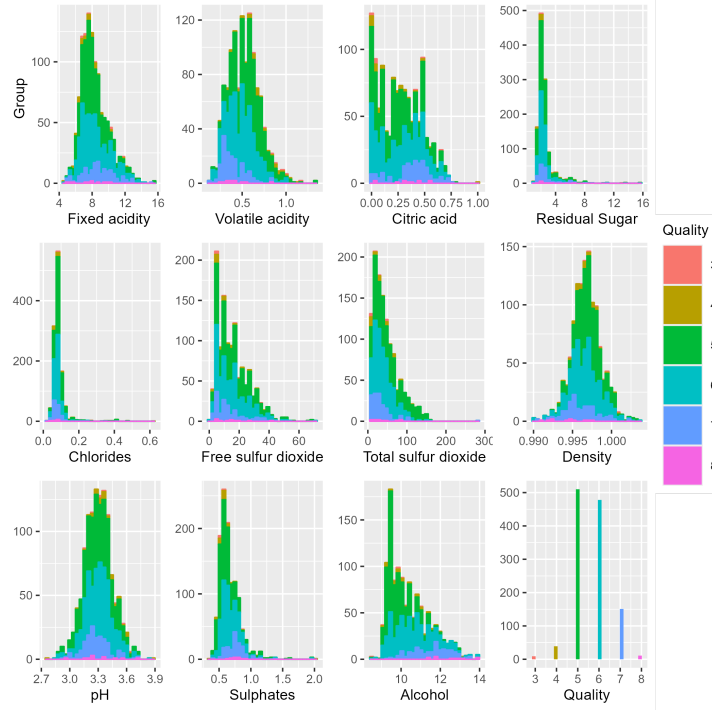 120
100
50
0
4 8 12 16
Fixed acidity
80
40
0
0.5 1.0
Volatile acidity
100
50
0
0.00 0.25 0.50 0.75 1.00
Citric acid
500
400
300
200
100
0
4 8 12 16
Residual Sugar
Group
Quality
400
200
0
0.0 0.2 0.4 0.6
Chlorides
200
150
100
50
0
0 20 40 60
Free sulfur dioxide
200
150
100
50
0
0 100 200 300
Total sulfur dioxide
150
100
50
0
0.990 0.995 1.000
Density
100
50
0
2.7 3.0 3.3 3.6 3.9
pH
200
100
0
0.5 1.0 1.5 2.0
Sulphates
150
100
50
0
10 12 14
Alcohol
500
400
300
200
100
0
3 4 5 6 7 8
Quality